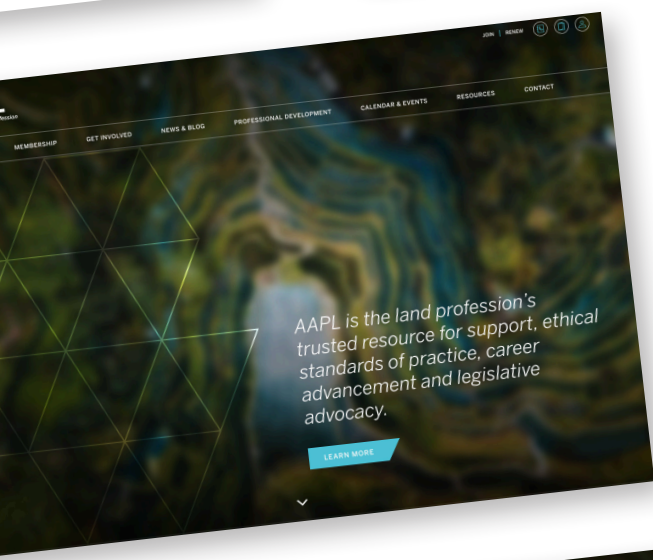 JOIN | RENEW
MEMBERSHIP GET INVOLVED NEWS & BLOG PROFESSIONAL DEVELOPMENT CALENDAR & EVENTS RESOURCES CONTACT
AAPL is the land profession's
trusted resource for support, ethical
standards of practice, career
advancement and legislative
advocacy.
LEARN MORE